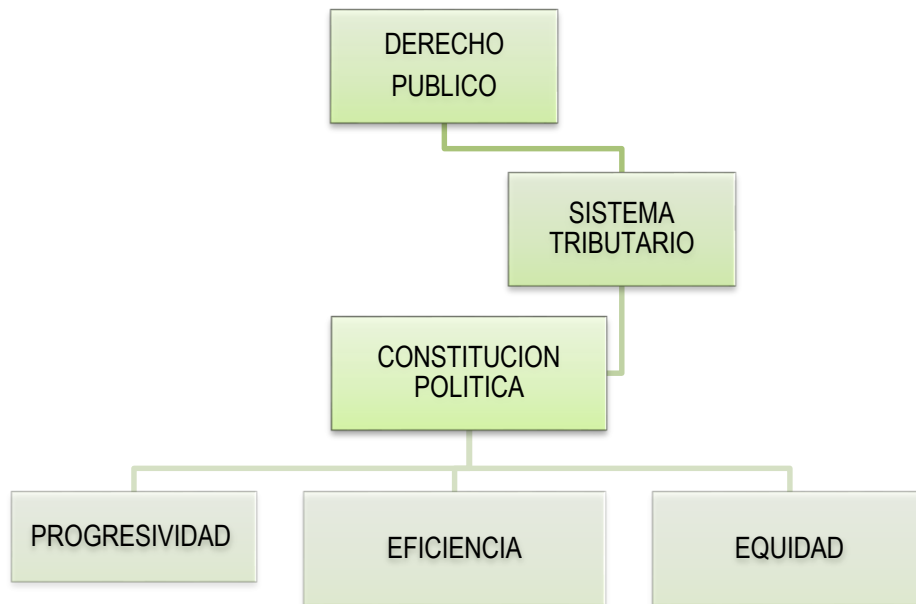 DERECHO
PUBLICO
SISTEMA
TRIBUTARIO
CONSTITUCION
POLITICA
PROGRESIVIDAD
EFICIENCIA
EQUIDAD